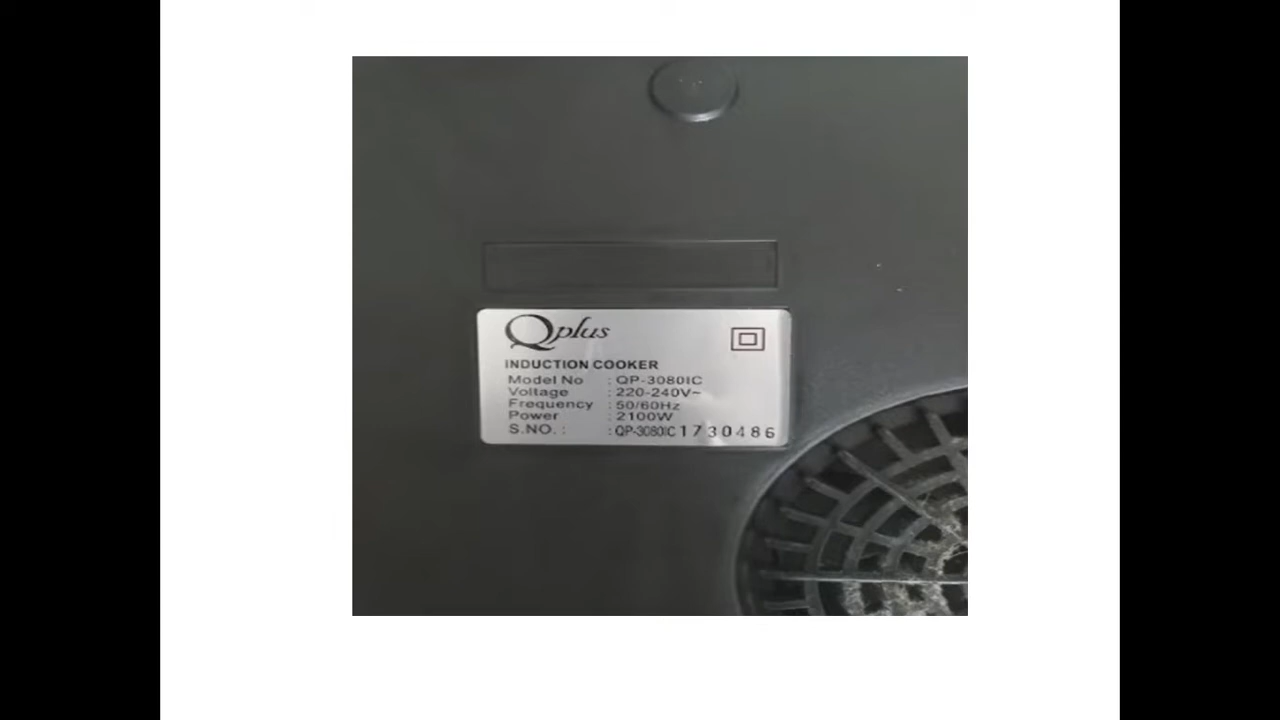 Qplus
INDUCTION COOKER
Model No : QP-3080IC
Voltage : 220-240V~
Frequency : 50/60Hz
Power : 2100W
S.NO. : : QP-3080IC 1730486